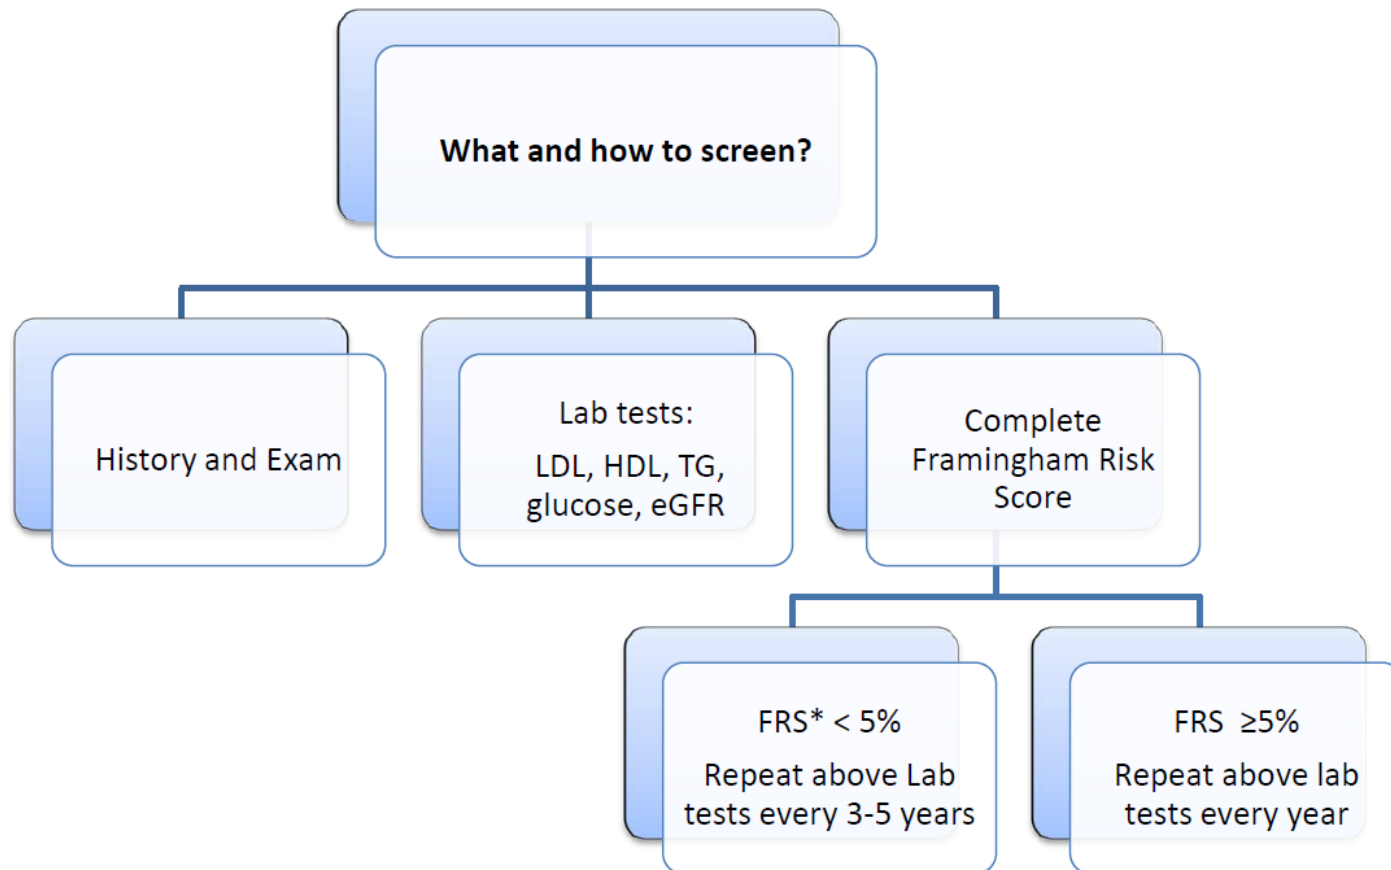 What and how to screen?
History and Exam
Lab tests:
LDL, HDL, TG,
glucose, eGFR
Complete
Framingham Risk
Score
FRS* < 5%
Repeat above Lab
tests every 3-5 years
FRS ≥5%
Repeat above lab
tests every year